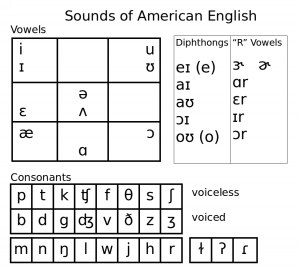 Sounds of American English
Vowels
i u
ɪ ʊ
ə
ɛ ʌ
æ ɔ
ɑ
Diphthongs
eɪ (e)
aɪ
aʊ
ɔɪ
oʊ (o)
“R” Vowels
ɝ ɚ
ɑr
ɛr
ɪr
ɔr
Consonants
p t k ʧ f θ s ʃ voiceless
b d g ʤ v ð z ʒ voiced
m n ŋ l w j h r ɫ ʔ ɾ